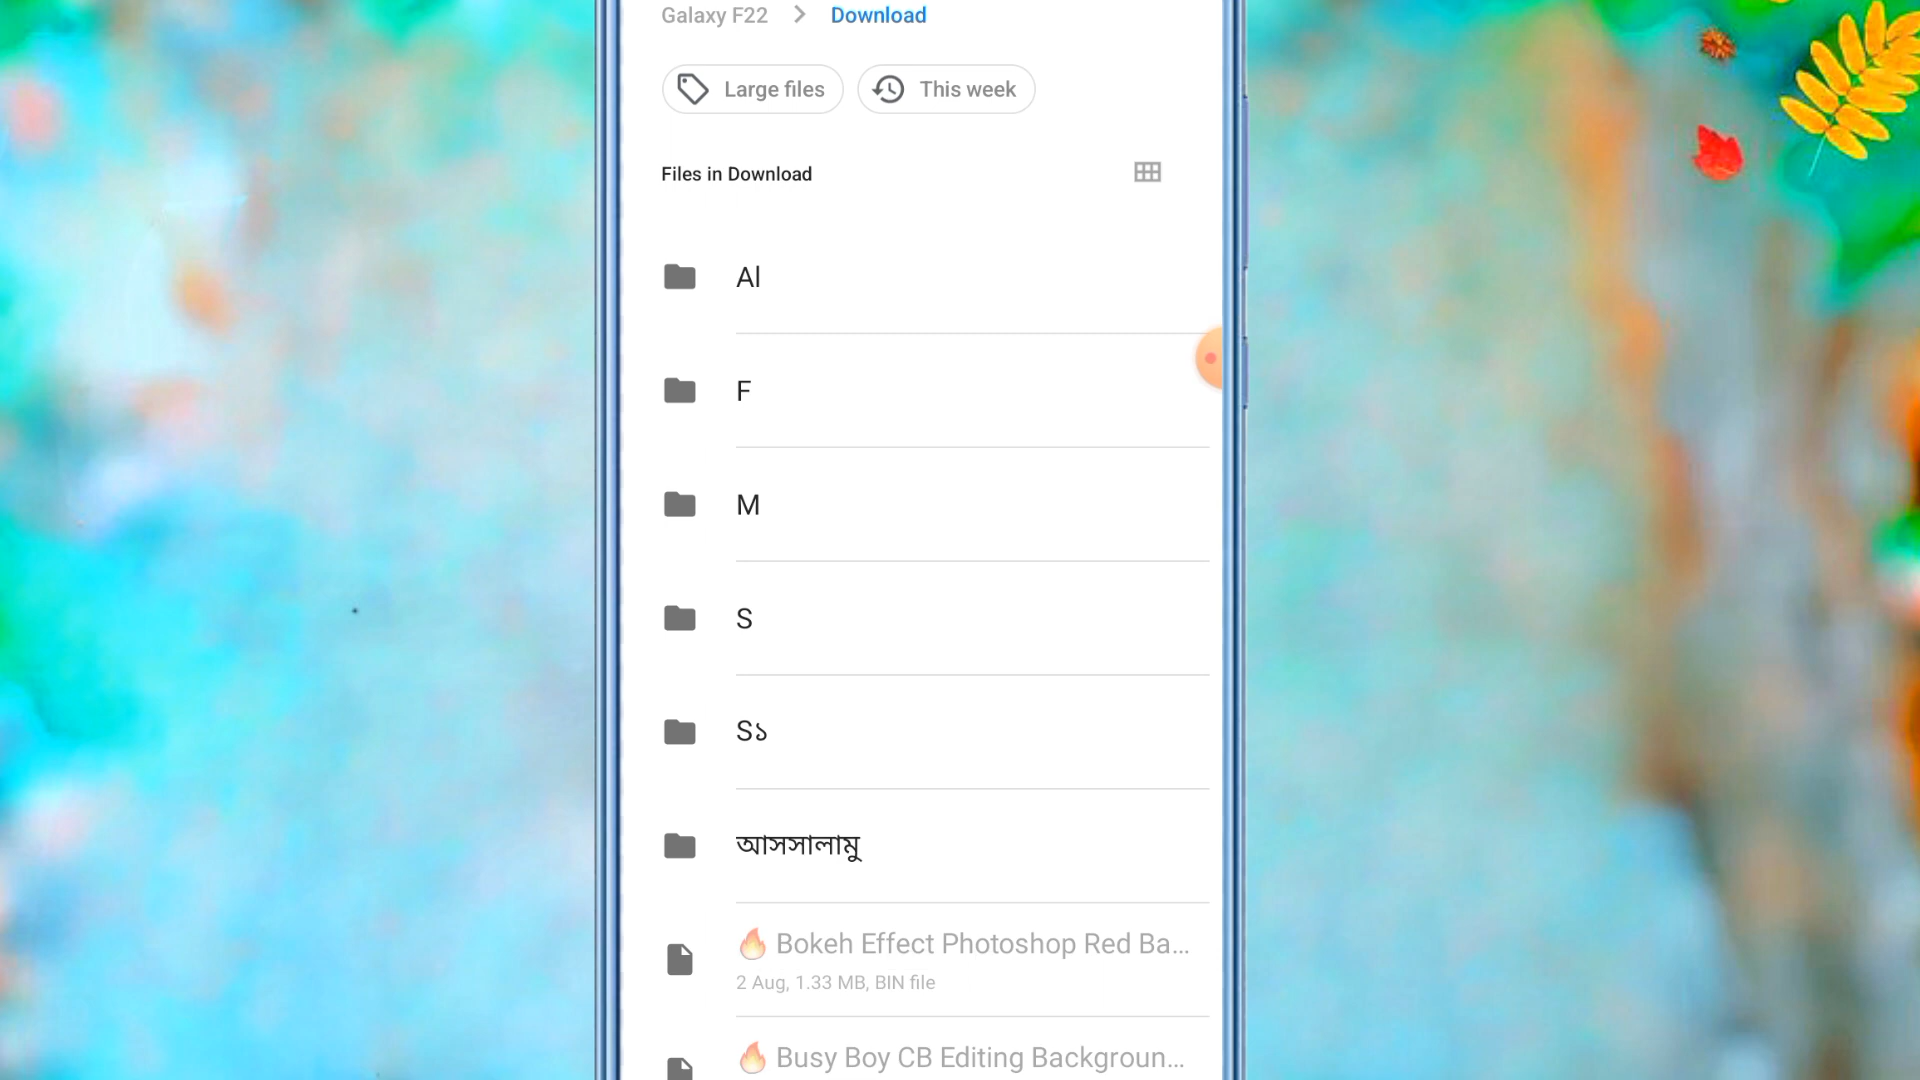 Galaxy F22 > Download
Large files This week
Files in Download
Al
F
M
S
S১
আসসালামু
🔥 Bokeh Effect Photoshop Red Ba...
2 Aug, 1.33 MB, BIN file
🔥 Busy Boy CB Editing Backgroun...